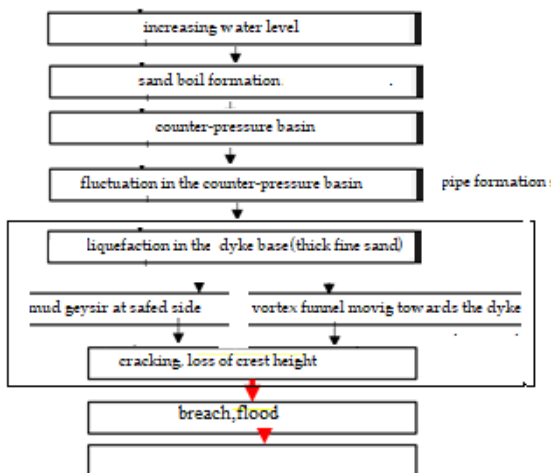 increasing water level
sand boil formation.
counter-pressure basin
fluctuation in the counter-pressure basin
pipe formation
liquefaction in the dyke base(thick fine sand)
mud geysir at safed side
vortex funnel movig towards the dyke
cracking, loss of crest height
breach,flood